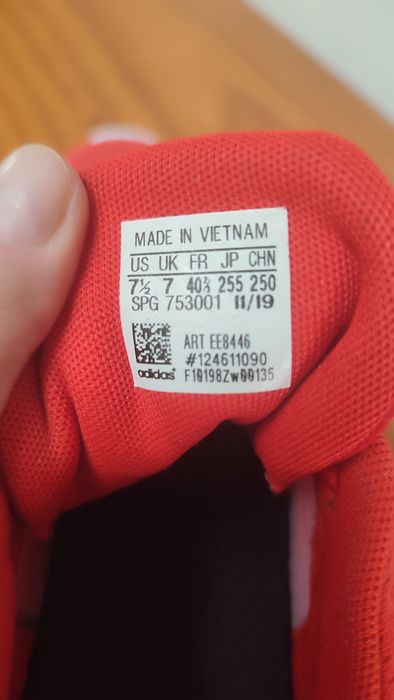 MADE IN VIETNAM
US UK FR JP CHN
7½ 7 40⅔ 255 250
SPG 753001 11/19
ART EE8446
#124611090
adidas® F10198Zw00135